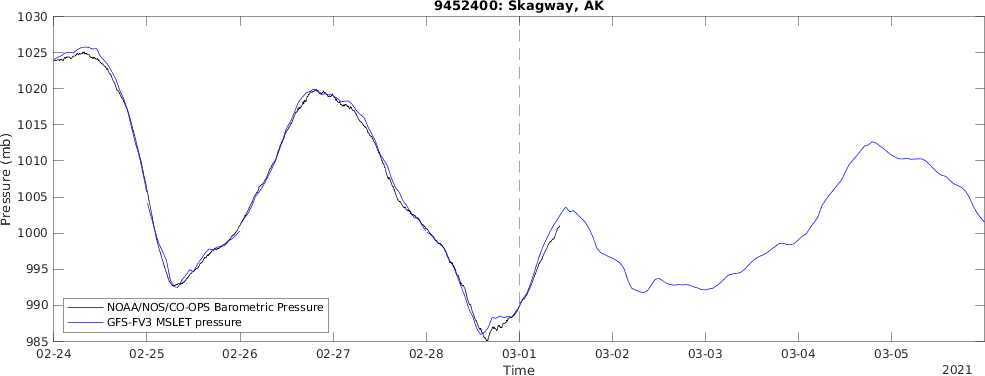 9452400: Skagway, AK
1030
1025
1020
1015
1010
1005
1000
995
990
985
Pressure (mb)
NOAA/NOS/CO-OPS Barometric Pressure
GFS-FV3 MSLET pressure
02-24 02-25 02-26 02-27 02-28 03-01 03-02 03-03 03-04 03-05
Time
2021